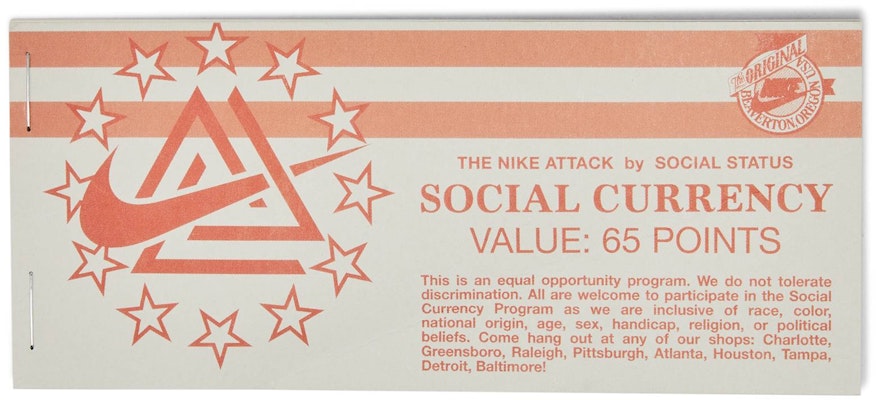 The ORIGINAL
BEAVERTON, OREGON USA
THE NIKE ATTACK by SOCIAL STATUS
SOCIAL CURRENCY
VALUE: 65 POINTS
This is an equal opportunity program. We do not tolerate
discrimination. All are welcome to participate in the Social
Currency Program as we are inclusive of race, color,
national origin, age, sex, handicap, religion, or political
beliefs. Come hang out at any of our shops: Charlotte,
Greensboro, Raleigh, Pittsburgh, Atlanta, Houston, Tampa,
Detroit, Baltimore!